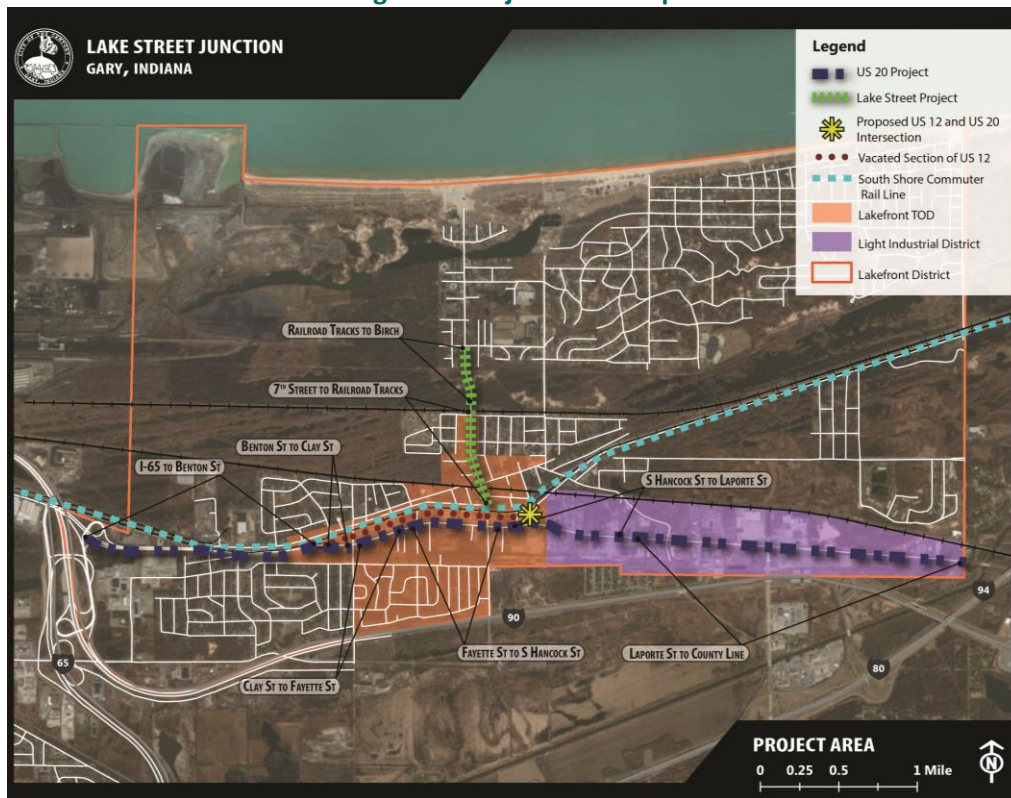 LAKE STREET JUNCTION
GARY, INDIANA
Legend
US 20 Project
Lake Street Project
Proposed US 12 and US 20
Intersection
Vacated Section of US 12
South Shore Commuter
Rail Line
Lakefront TOD
Light Industrial District
Lakefront District
RAILROAD TRACKS TO BIRCH
7TH STREET TO RAILROAD TRACKS
BENTON ST TO CLAY ST
I-65 TO BENTON ST
S HANCOCK ST TO LAPORTE ST
94
90
65
FAYETTE ST TO S HANCOCK ST
LAPORTE ST TO COUNTY LINE
80
CLAY ST TO FAYETTE ST
PROJECT AREA
0 0.25 0.5 1 Mile
N